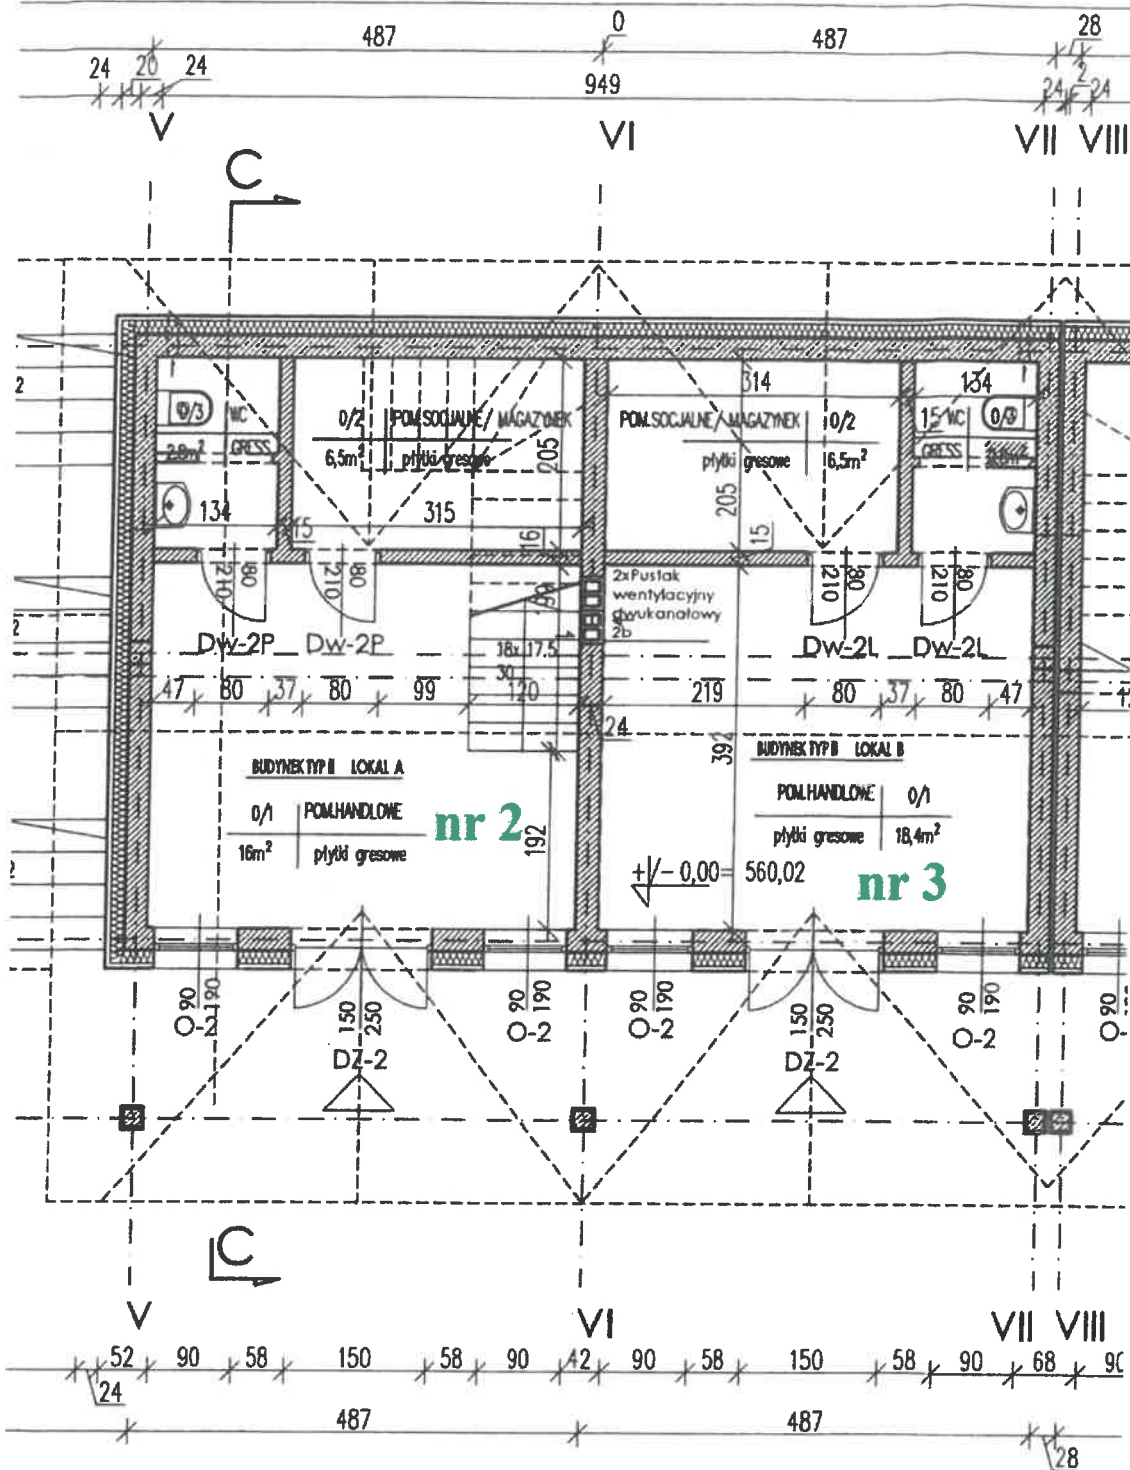 487
0
487
28
24
20
24
949
24
2
24
V
VI
VII
VIII
C
314
134
0/3
WC
0/2
POM.SOCJALNE/
MAGAZYNEK
POM.SOCJALNE/MAGAZYNEK
0/2
15
WC
GRESS
6,5m²
płytki gresowe
205
płytki gresowe
6,5m²
GRESS
205
134
15
315
16
15
80
210
80
210
2xPustak
wentylacyjny
dwukanałowy
2b
80
210
80
210
Dw-2P
Dw-2P
18x 17.5
30
Dw-2L
Dw-2L
47
80
37
80
99
120
219
80
37
80
47
24
392
BUDYNEK TYP II LOKAL A
BUDYNEK TYP II LOKAL B
0/1
POM.HANDLOWE
POM.HANDLOWE
0/1
16m²
płytki gresowe
nr 2
192
płytki gresowe
18,4m²
+/- 0,00= 560,02
nr 3
90
190
O-2
150
250
DZ-2
90
190
O-2
90
190
O-2
150
250
DZ-2
90
190
O-2
90
O-
C
V
VI
VII
VIII
52
90
58
150
58
90
42
90
58
150
58
90
68
24
487
487
28